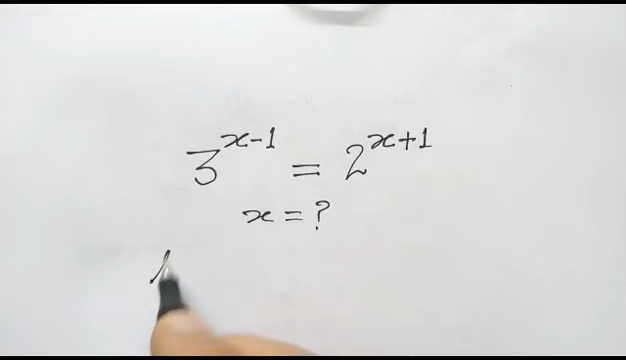 3^{x-1} = 2^{x+1}
x = ?